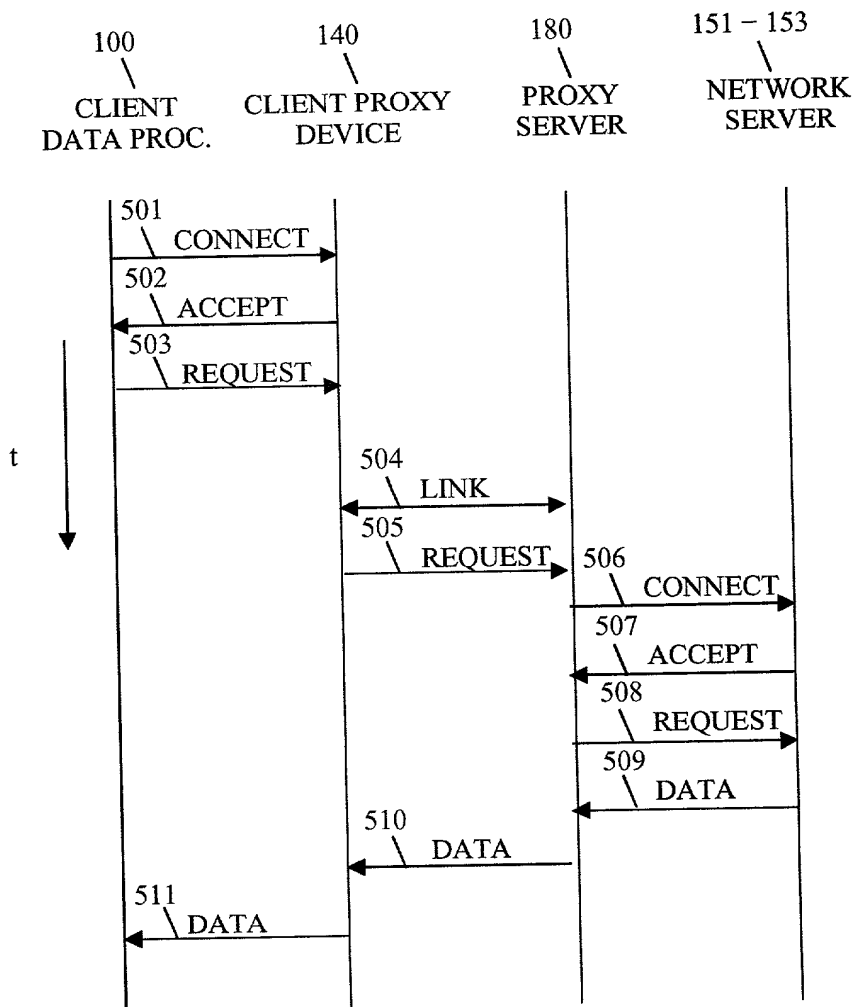 100
140
180
151 – 153
CLIENT
DATA PROC.
CLIENT PROXY
DEVICE
PROXY
SERVER
NETWORK
SERVER
501
CONNECT
502
ACCEPT
503
REQUEST
t
504
LINK
505
REQUEST
506
CONNECT
507
ACCEPT
508
REQUEST
509
DATA
510
DATA
511
DATA